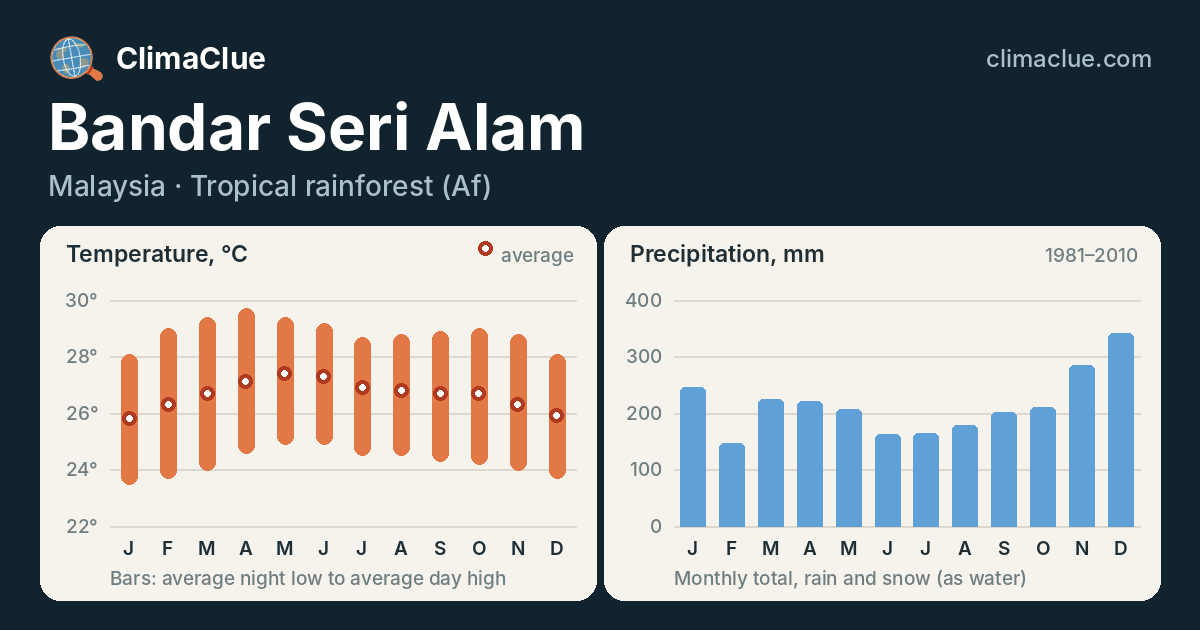 ClimaClue
climaclue.com
Bandar Seri Alam
Malaysia · Tropical rainforest (Af)
Temperature, °C
average
30°
28°
26°
24°
22°
J F M A M J J A S O N D
Bars: average night low to average day high
Precipitation, mm
1981–2010
400
300
200
100
0
J F M A M J J A S O N D
Monthly total, rain and snow (as water)